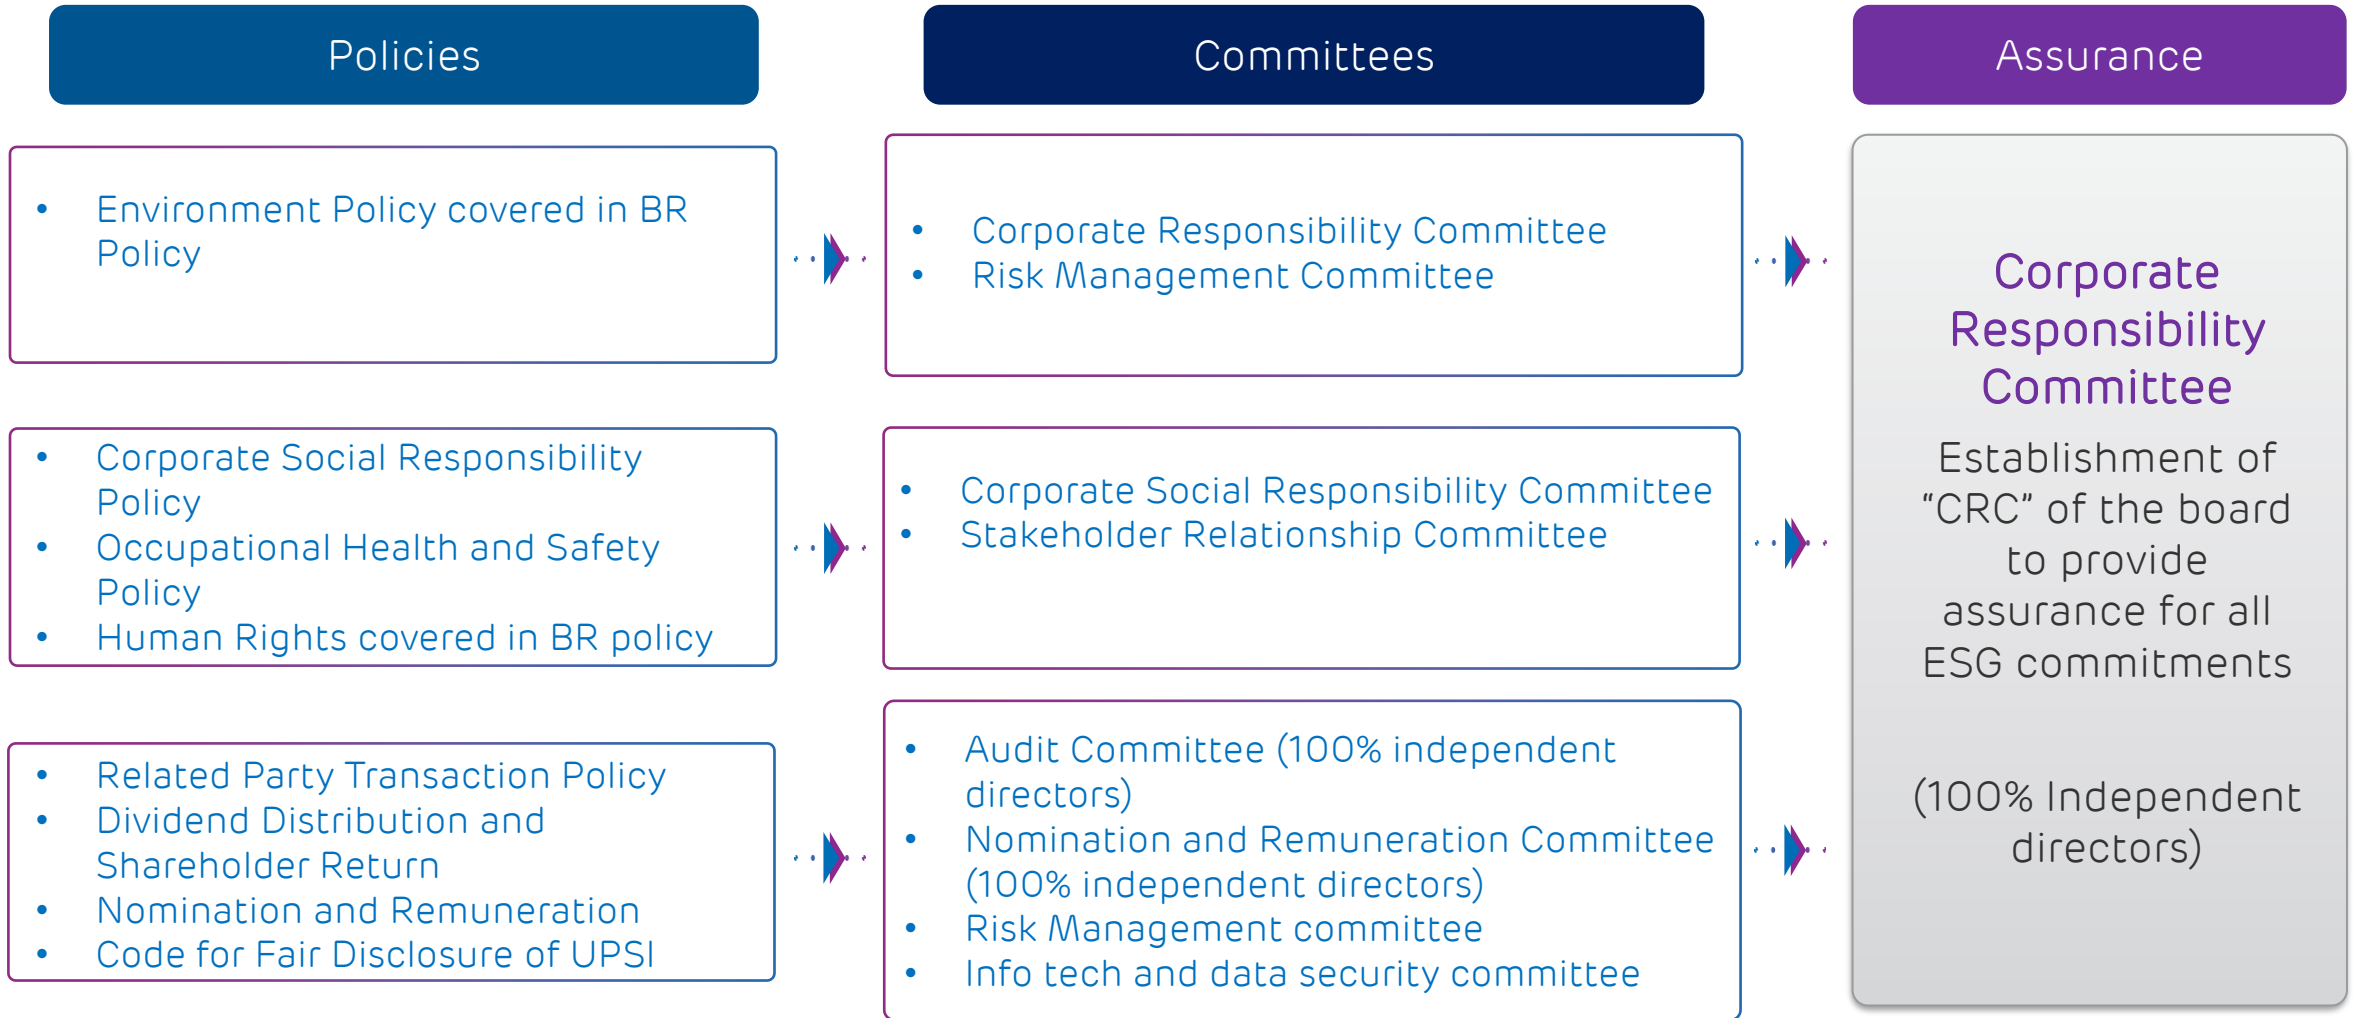 Policies
Committees
Assurance
• Environment Policy covered in BR
Policy
• Corporate Responsibility Committee
• Risk Management Committee
• Corporate Social Responsibility
Policy
• Occupational Health and Safety
Policy
• Human Rights covered in BR policy
• Corporate Social Responsibility Committee
• Stakeholder Relationship Committee
• Related Party Transaction Policy
• Dividend Distribution and
Shareholder Return
• Nomination and Remuneration
• Code for Fair Disclosure of UPSI
• Audit Committee (100% independent
directors)
• Nomination and Remuneration Committee
(100% independent directors)
• Risk Management committee
• Info tech and data security committee
Corporate
Responsibility
Committee
Establishment of
“CRC” of the board
to provide
assurance for all
ESG commitments
(100% Independent
directors)